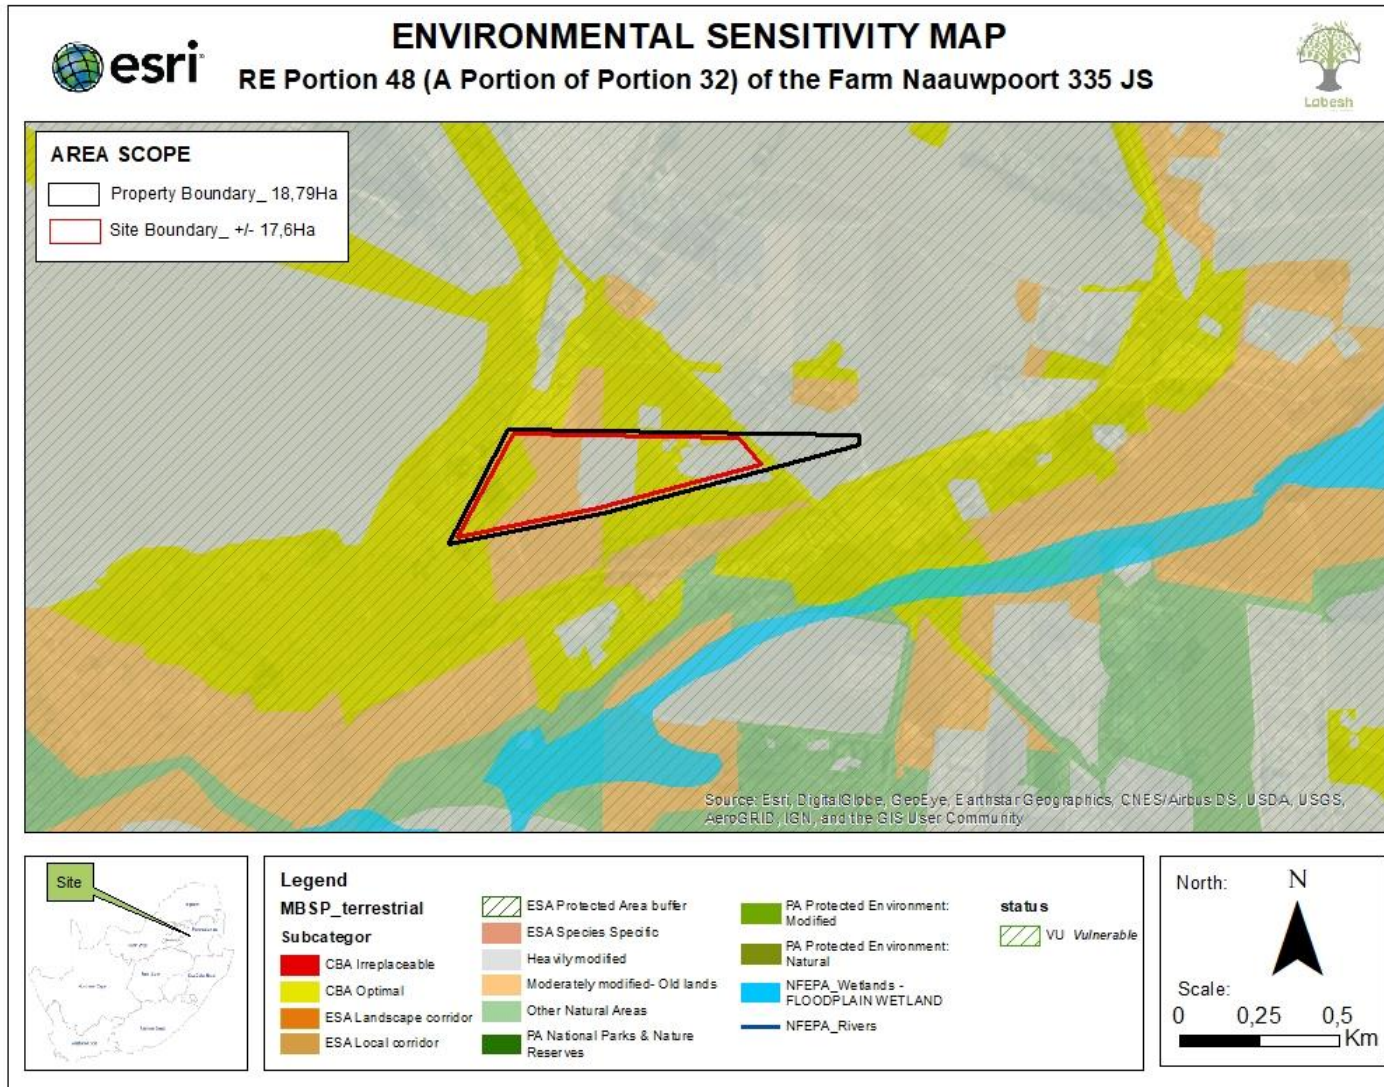 esri
ENVIRONMENTAL SENSITIVITY MAP
RE Portion 48 (A Portion of Portion 32) of the Farm Naauwpoort 335 JS
Labesh
AREA SCOPE
Property Boundary_ 18,79Ha
Site Boundary_ +/- 17,6Ha
Source: Esri, DigitalGlobe, GeoEye, Earthstar Geographics, CNES/Airbus DS, USDA, USGS,
AeroGRID, IGN, and the GIS User Community
Site
Legend
MBSP_terrestrial
Subcategor
CBA Irreplaceable
CBA Optimal
ESA Landscape corridor
ESA Local corridor
ESA Protected Area buffer
ESA Species Specific
Heavily modified
Moderately modified- Old lands
Other Natural Areas
PA National Parks & Nature
Reserves
PA Protected Environment:
Modified
PA Protected Environment:
Natural
NFEPA_Wetlands -
FLOODPLAIN WETLAND
NFEPA_Rivers
status
VU Vulnerable
North:
N
Scale:
0 0,25 0,5
Km